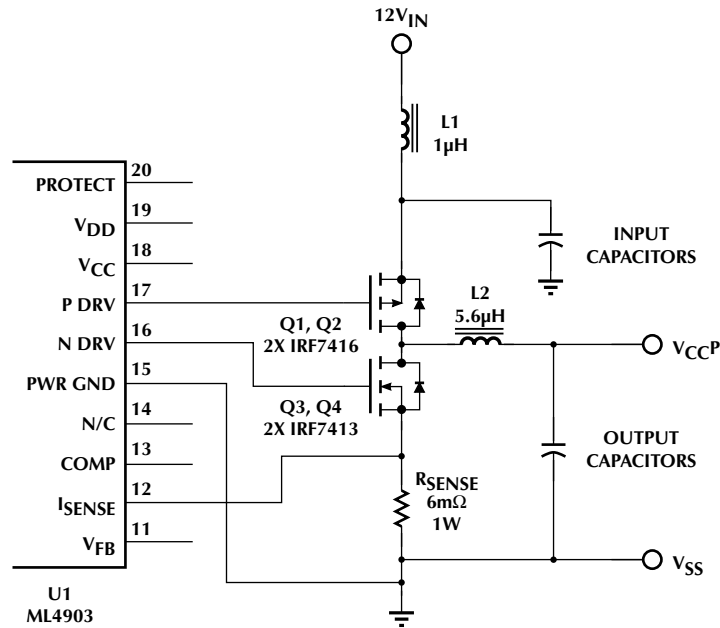 12VIN
L1
1µH
20
PROTECT
19
VDD
18
VCC
17
P DRV
16
N DRV
15
PWR GND
14
N/C
13
COMP
12
ISENSE
11
VFB
U1
ML4903
INPUT
CAPACITORS
Q1, Q2
2X IRF7416
L2
5.6µH
VCCP
Q3, Q4
2X IRF7413
OUTPUT
CAPACITORS
RSENSE
6mΩ
1W
VSS